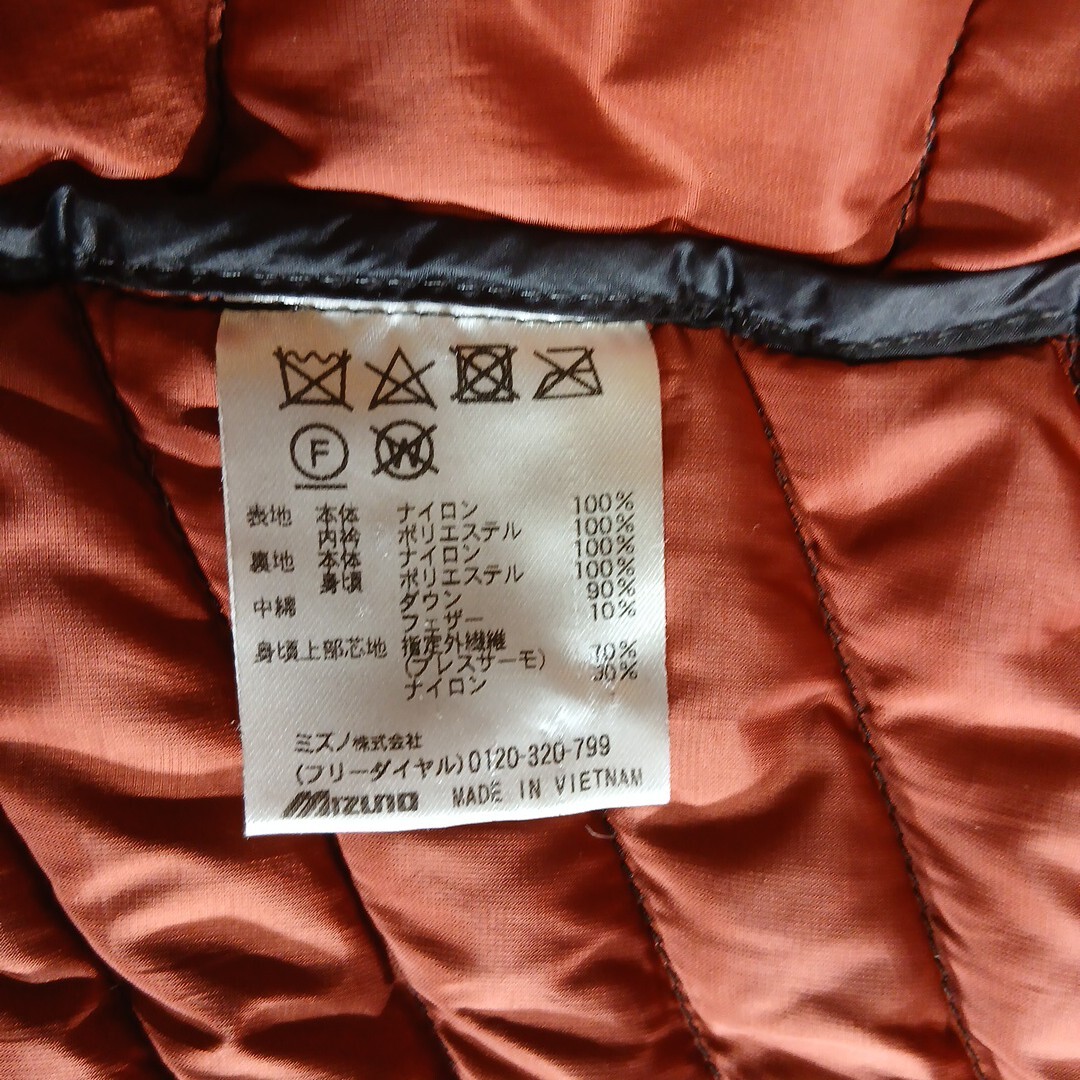 F
W
表地 本体 ナイロン 100%
内衿 ポリエステル 100%
裏地 本体 ナイロン 100%
身頃 ポリエステル 100%
中綿 ダウン 90%
フェザー 10%
身頃上部芯地 指定外繊維 70%
(ブレスサーモ)
ナイロン 30%
ミズノ株式会社
(フリーダイヤル)0120-320-799
Mizuno MADE IN VIETNAM